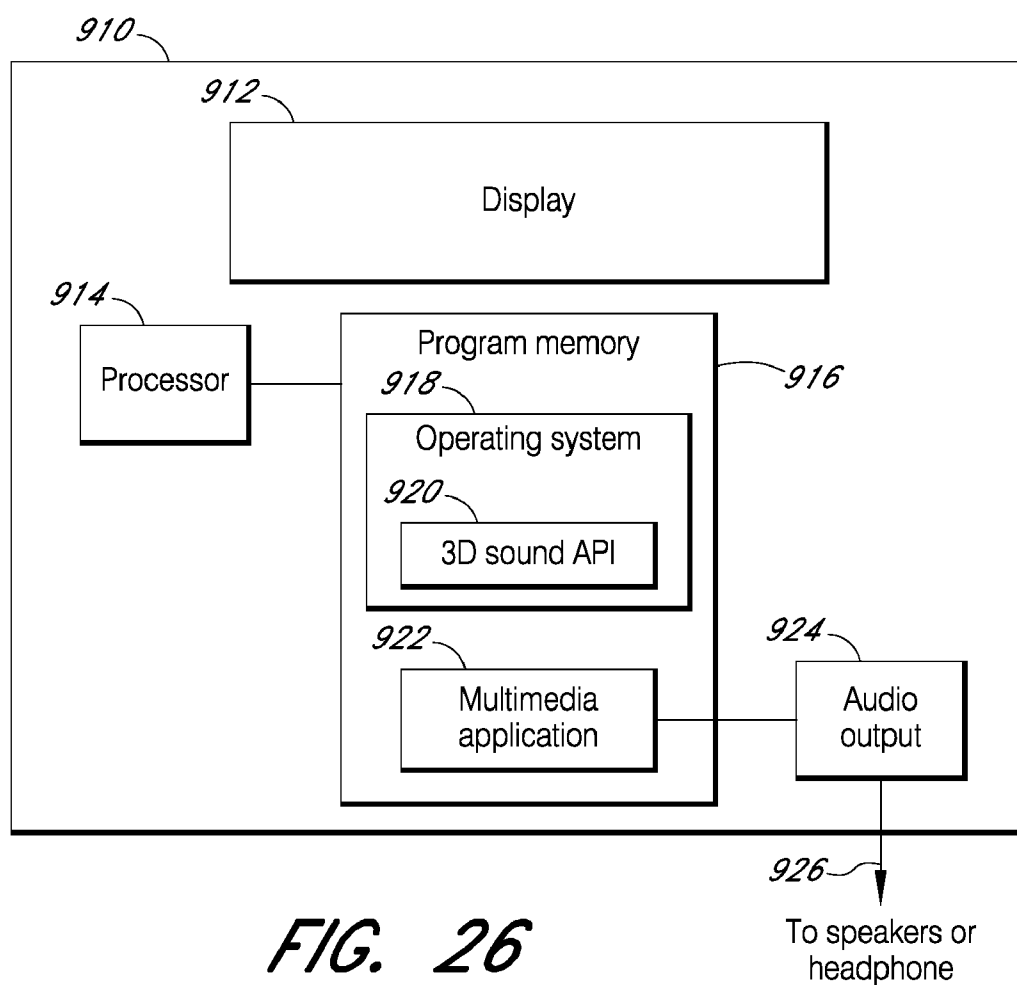 910
912
Display
914
Processor
Program memory
916
918
Operating system
920
3D sound API
922
Multimedia
application
924
Audio
output
926
To speakers or
headphone
FIG. 26